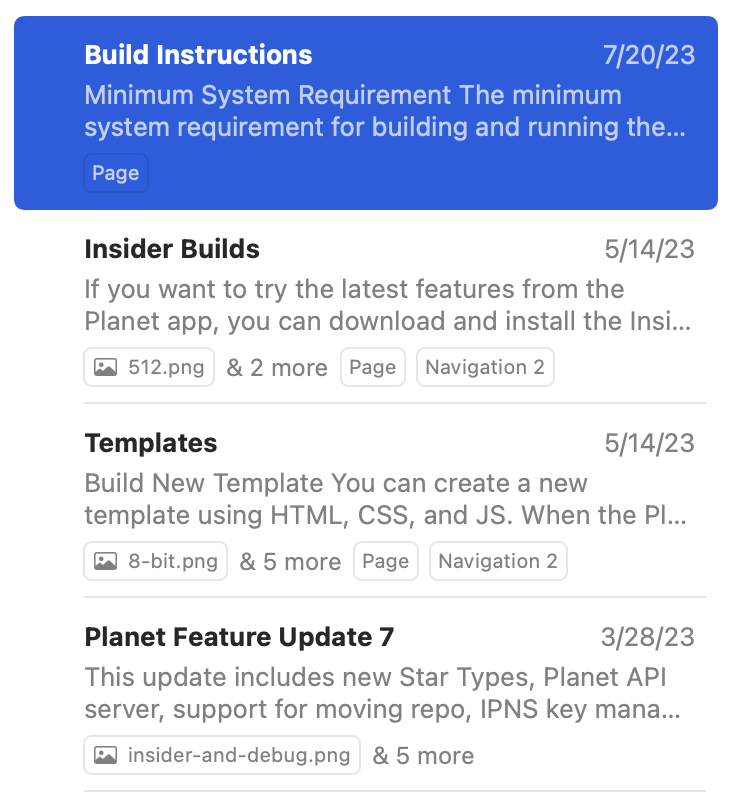 Build Instructions 7/20/23
Minimum System Requirement The minimum
system requirement for building and running the...
Page
Insider Builds 5/14/23
If you want to try the latest features from the
Planet app, you can download and install the Insi...
512.png & 2 more Page Navigation 2
Templates 5/14/23
Build New Template You can create a new
template using HTML, CSS, and JS. When the Pl...
8-bit.png & 5 more Page Navigation 2
Planet Feature Update 7 3/28/23
This update includes new Star Types, Planet API
server, support for moving repo, IPNS key mana...
insider-and-debug.png & 5 more